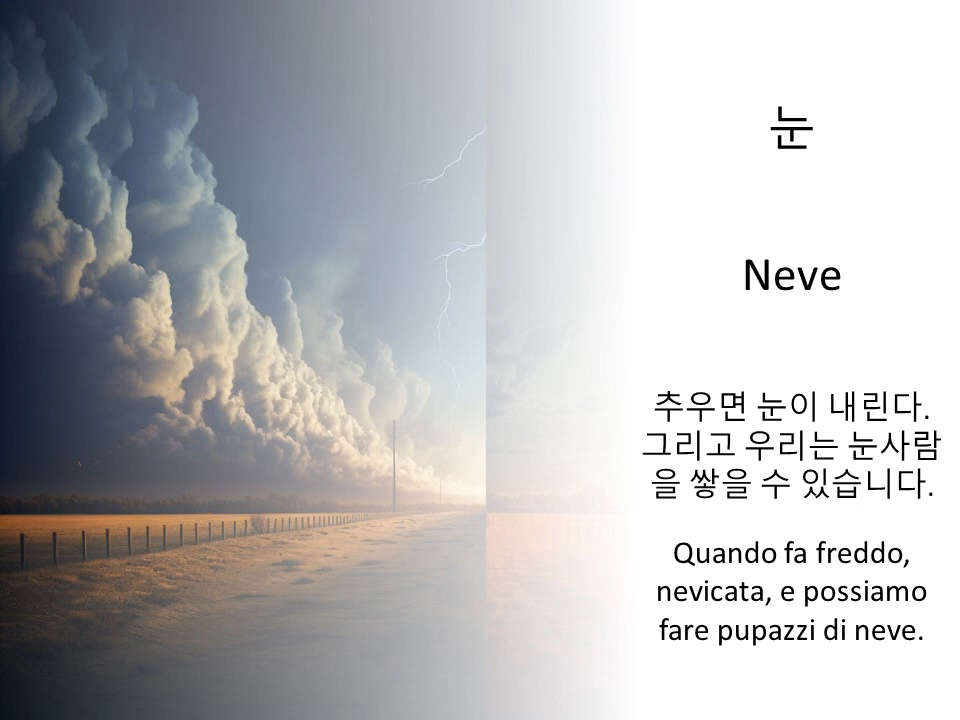 눈
Neve
추우면 눈이 내린다.
그리고 우리는 눈사람
을 쌓을 수 있습니다.
Quando fa freddo,
nevicata, e possiamo
fare pupazzi di neve.